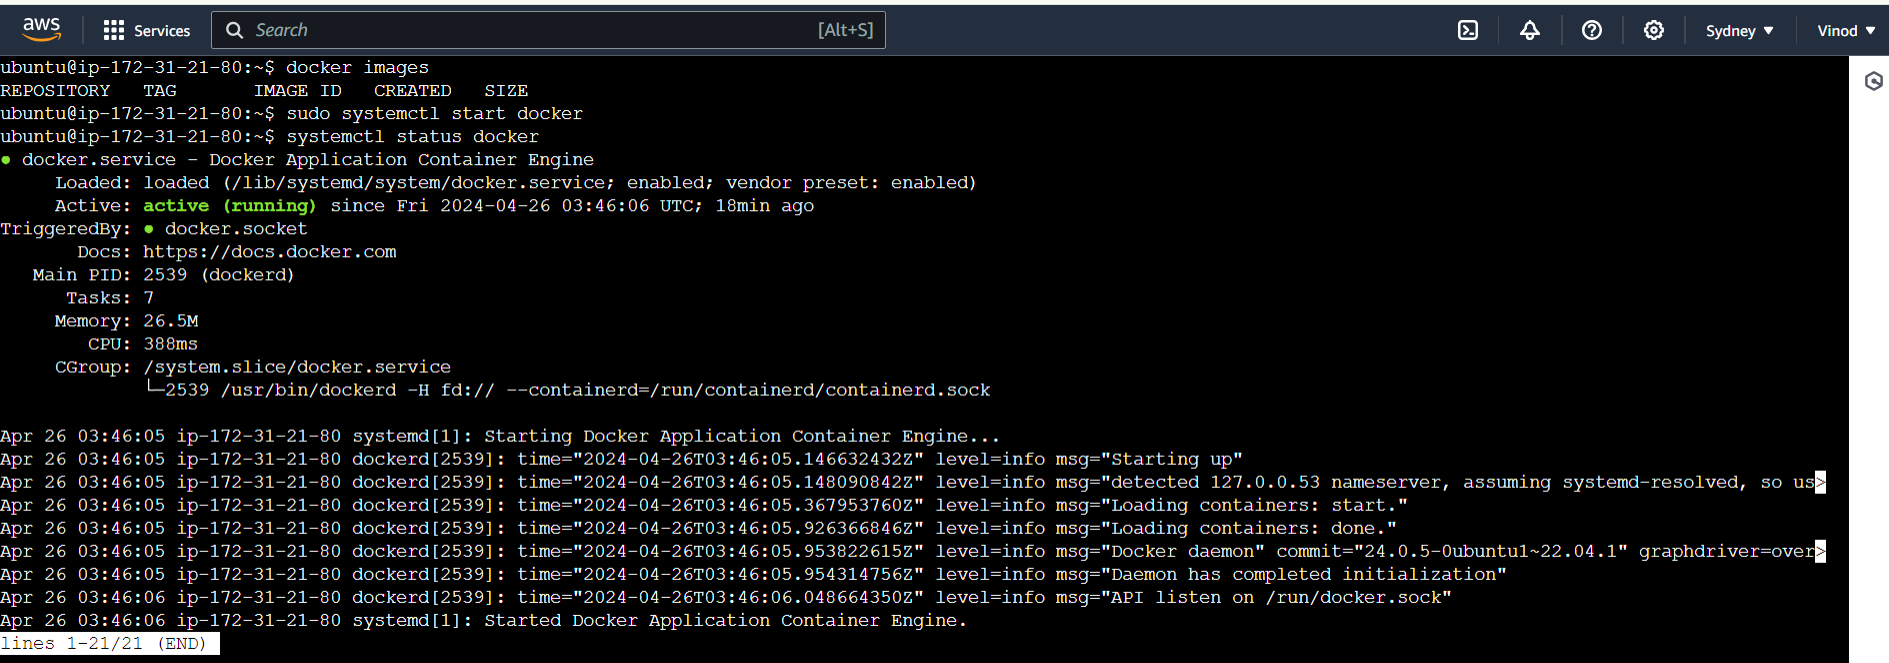 aws Services Search [Alt+S] Sydney Vinod
ubuntu@ip-172-31-21-80:~$ docker images
REPOSITORY   TAG       IMAGE ID   CREATED   SIZE
ubuntu@ip-172-31-21-80:~$ sudo systemctl start docker
ubuntu@ip-172-31-21-80:~$ systemctl status docker
● docker.service - Docker Application Container Engine
     Loaded: loaded (/lib/systemd/system/docker.service; enabled; vendor preset: enabled)
     Active: active (running) since Fri 2024-04-26 03:46:06 UTC; 18min ago
TriggeredBy: ● docker.socket
       Docs: https://docs.docker.com
   Main PID: 2539 (dockerd)
      Tasks: 7
     Memory: 26.5M
        CPU: 388ms
     CGroup: /system.slice/docker.service
             └─2539 /usr/bin/dockerd -H fd:// --containerd=/run/containerd/containerd.sock
Apr 26 03:46:05 ip-172-31-21-80 systemd[1]: Starting Docker Application Container Engine...
Apr 26 03:46:05 ip-172-31-21-80 dockerd[2539]: time="2024-04-26T03:46:05.146632432Z" level=info msg="Starting up"
Apr 26 03:46:05 ip-172-31-21-80 dockerd[2539]: time="2024-04-26T03:46:05.148090842Z" level=info msg="detected 127.0.0.53 nameserver, assuming systemd-resolved, so us>
Apr 26 03:46:05 ip-172-31-21-80 dockerd[2539]: time="2024-04-26T03:46:05.367953760Z" level=info msg="Loading containers: start."
Apr 26 03:46:05 ip-172-31-21-80 dockerd[2539]: time="2024-04-26T03:46:05.926366846Z" level=info msg="Loading containers: done."
Apr 26 03:46:05 ip-172-31-21-80 dockerd[2539]: time="2024-04-26T03:46:05.953822615Z" level=info msg="Docker daemon" commit="24.0.5-0ubuntu1~22.04.1" graphdriver=over>
Apr 26 03:46:05 ip-172-31-21-80 dockerd[2539]: time="2024-04-26T03:46:05.954314756Z" level=info msg="Daemon has completed initialization"
Apr 26 03:46:06 ip-172-31-21-80 dockerd[2539]: time="2024-04-26T03:46:06.048664350Z" level=info msg="API listen on /run/docker.sock"
Apr 26 03:46:06 ip-172-31-21-80 systemd[1]: Started Docker Application Container Engine.
lines 1-21/21 (END)